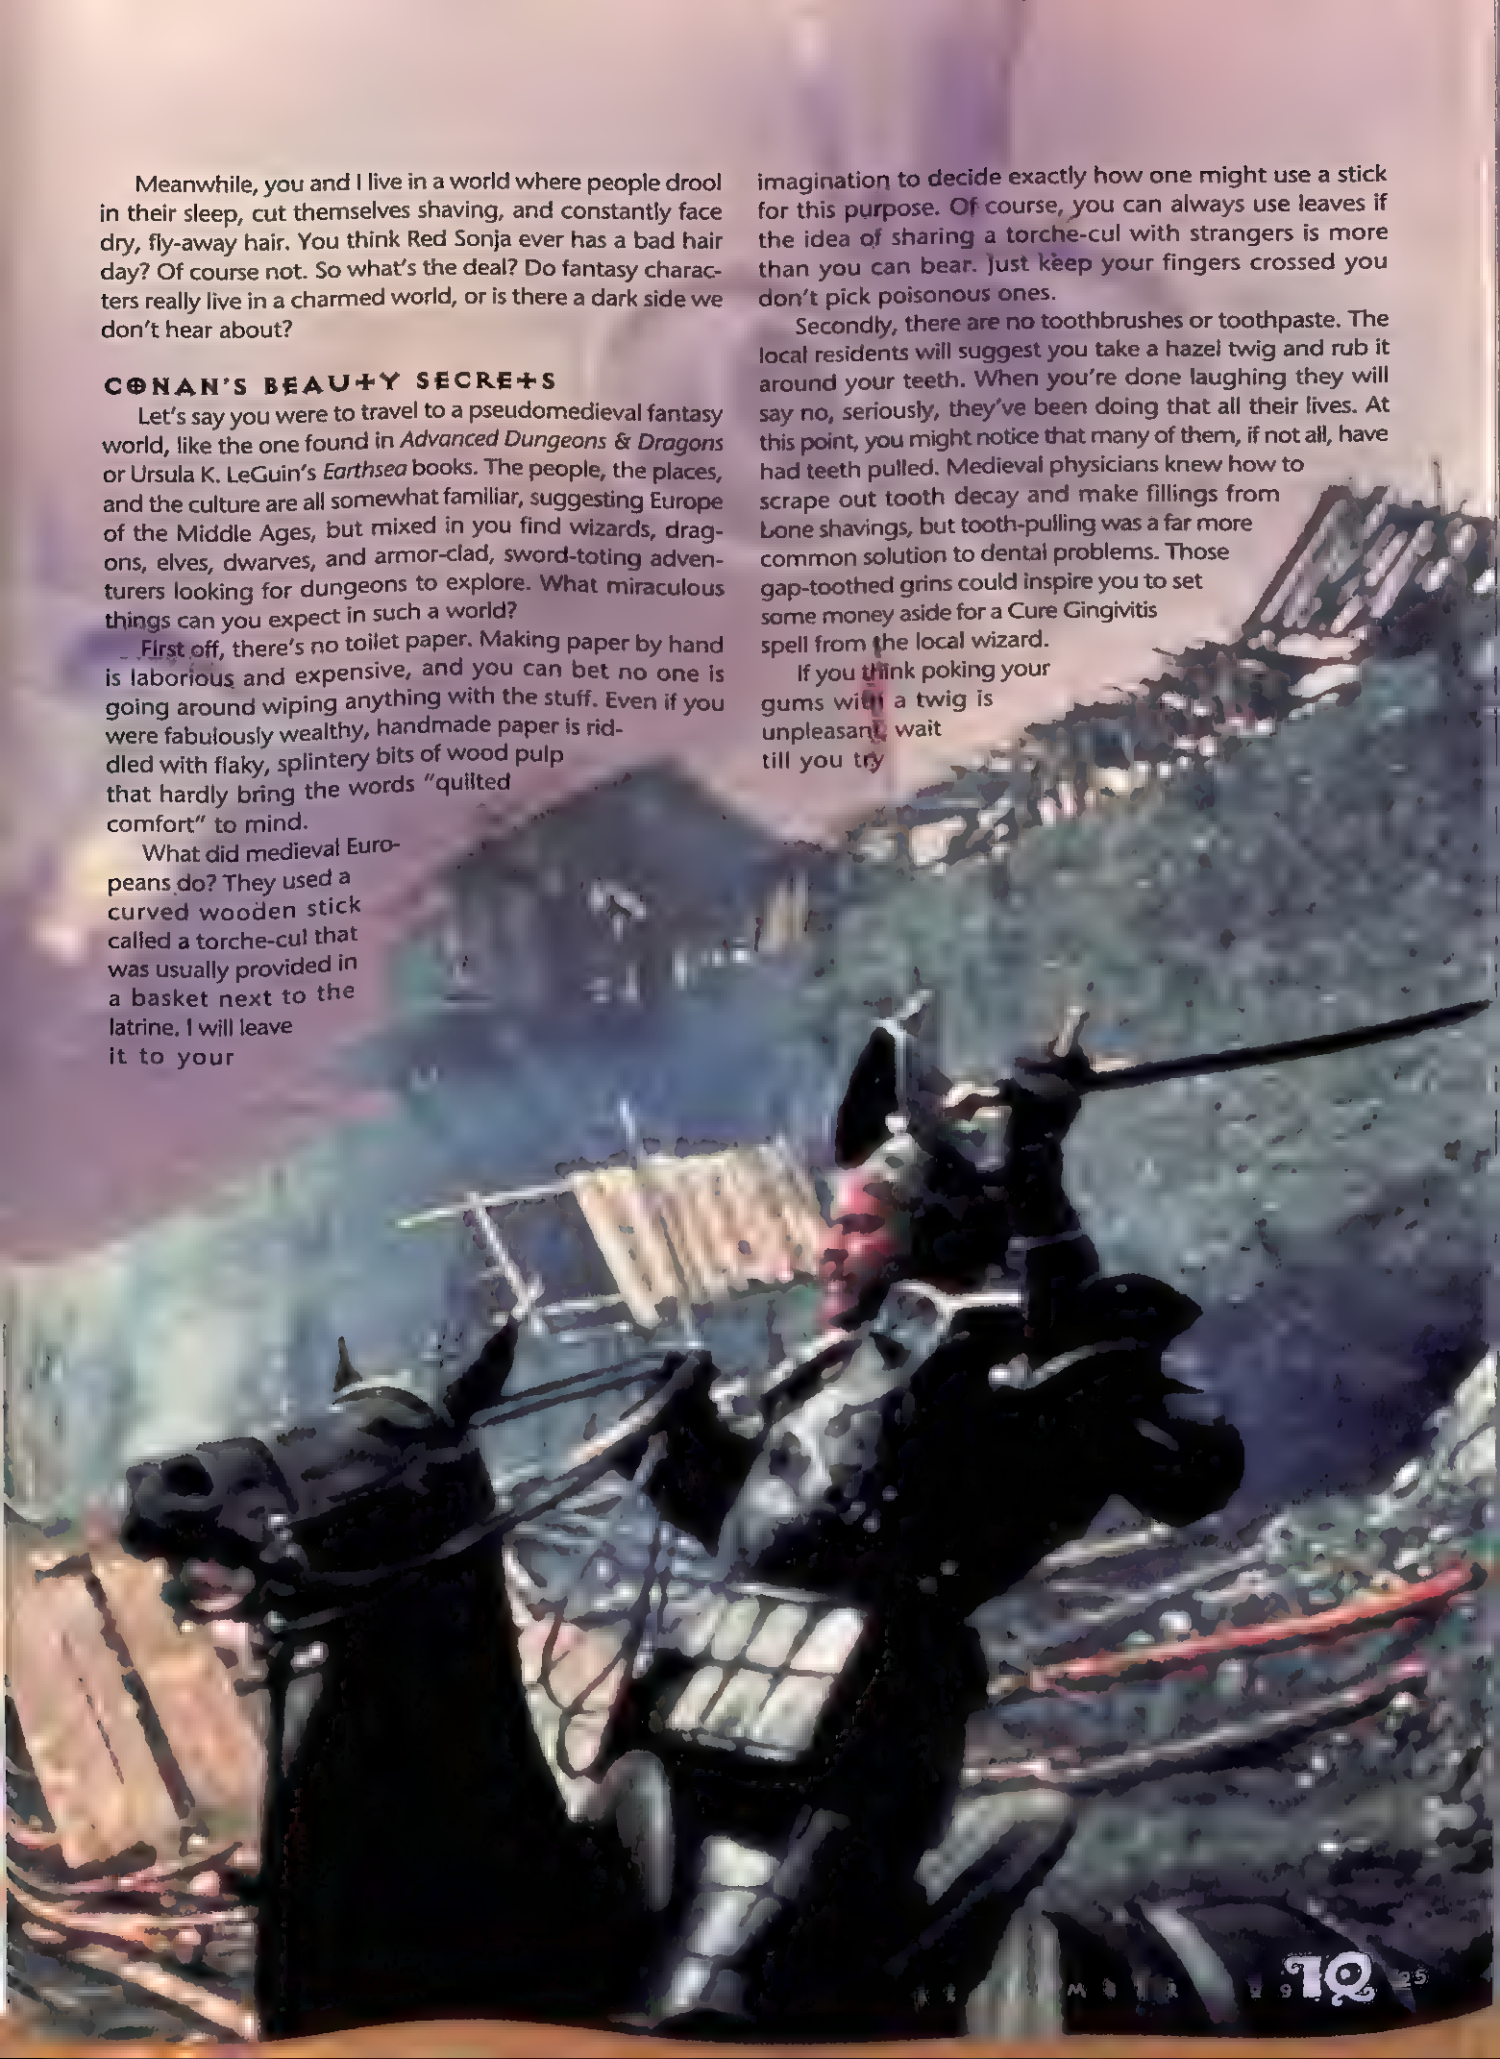 Meanwhile, you and I live in a world where people drool
in their sleep, cut themselves shaving, and constantly face
dry, fly-away hair. You think Red Sonja ever has a bad hair
day? Of course not. So what's the deal? Do fantasy charac-
ters really live in a charmed world, or is there a dark side we
don't hear about?
CONAN'S BEAUTY SECRETS
Let's say you were to travel to a pseudomedieval fantasy
world, like the one found in Advanced Dungeons & Dragons
or Ursula K. LeGuin's Earthsea books. The people, the places,
and the culture are all somewhat familiar, suggesting Europe
of the Middle Ages, but mixed in you find wizards, drag-
ons, elves, dwarves, and armor-clad, sword-toting adven-
turers looking for dungeons to explore. What miraculous
things can you expect in such a world?
First off, there's no toilet paper. Making paper by hand
is laborious and expensive, and you can bet no one is
going around wiping anything with the stuff. Even if you
were fabulously wealthy, handmade paper is rid-
dled with flaky, splintery bits of wood pulp
that hardly bring the words "quilted
comfort" to mind.
What did medieval Euro-
peans do? They used a
curved wooden stick
called a torche-cul that
was usually provided in
a basket next to the
latrine. I will leave
it to your
imagination to decide exactly how one might use a stick
for this purpose. Of course, you can always use leaves if
the idea of sharing a torche-cul with strangers is more
than you can bear. Just keep your fingers crossed you
don't pick poisonous ones.
Secondly, there are no toothbrushes or toothpaste. The
local residents will suggest you take a hazel twig and rub it
around your teeth. When you're done laughing they will
say no, seriously, they've been doing that all their lives. At
this point, you might notice that many of them, if not all, have
had teeth pulled. Medieval physicians knew how to
scrape out tooth decay and make fillings from
bone shavings, but tooth-pulling was a far more
common solution to dental problems. Those
gap-toothed grins could inspire you to set
some money aside for a Cure Gingivitis
spell from the local wizard.
If you think poking your
gums with a twig is
unpleasant, wait
till you try
25